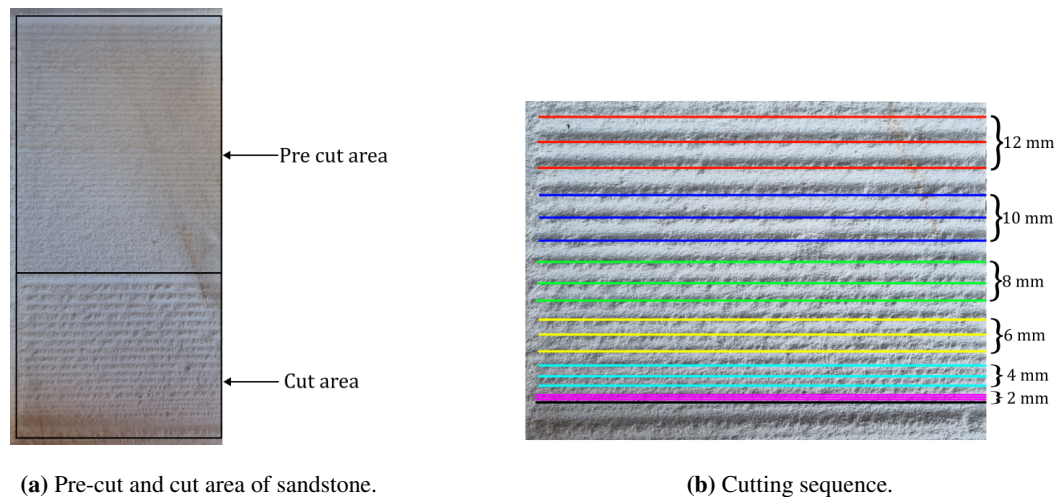 Pre cut area
Cut area
12 mm
10 mm
8 mm
6 mm
4 mm
2 mm
(a) Pre-cut and cut area of sandstone.
(b) Cutting sequence.